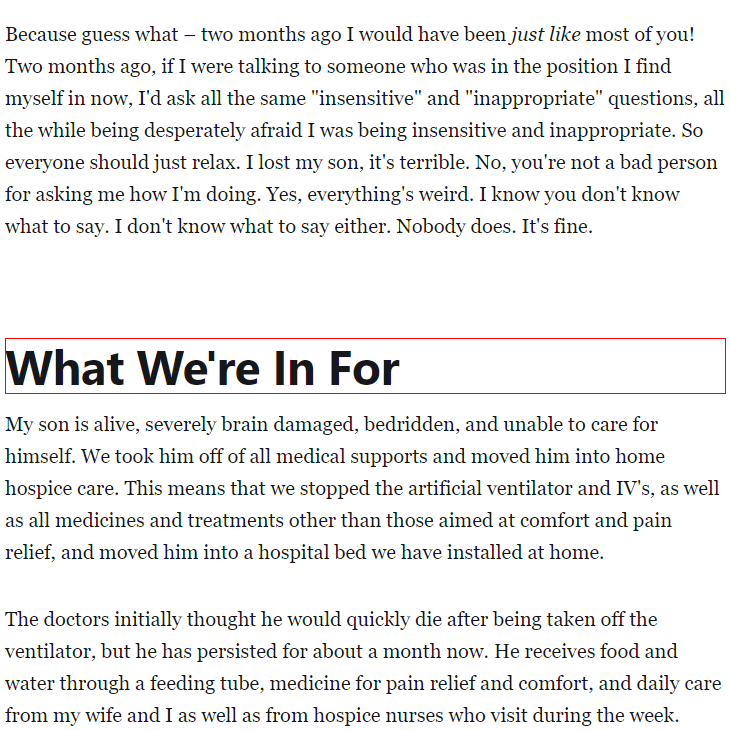 Because guess what – two months ago I would have been just like most of you!
Two months ago, if I were talking to someone who was in the position I find
myself in now, I'd ask all the same "insensitive" and "inappropriate" questions, all
the while being desperately afraid I was being insensitive and inappropriate. So
everyone should just relax. I lost my son, it's terrible. No, you're not a bad person
for asking me how I'm doing. Yes, everything's weird. I know you don't know
what to say. I don't know what to say either. Nobody does. It's fine.
What We're In For
My son is alive, severely brain damaged, bedridden, and unable to care for
himself. We took him off of all medical supports and moved him into home
hospice care. This means that we stopped the artificial ventilator and IV's, as well
as all medicines and treatments other than those aimed at comfort and pain
relief, and moved him into a hospital bed we have installed at home.
The doctors initially thought he would quickly die after being taken off the
ventilator, but he has persisted for about a month now. He receives food and
water through a feeding tube, medicine for pain relief and comfort, and daily care
from my wife and I as well as from hospice nurses who visit during the week.